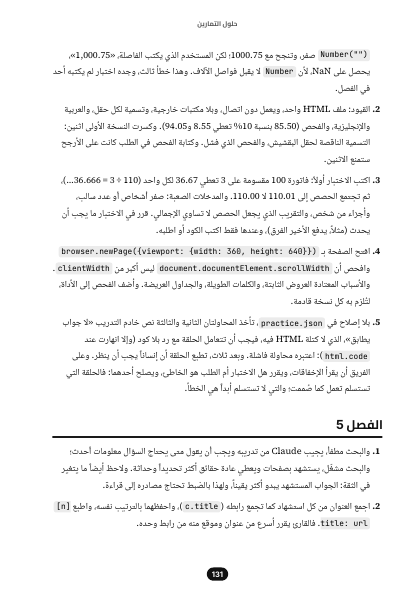 حلول التمارين
Number("") صفر، وتنجح مع 1000.75؛ لكن المستخدم الذي يكتب الفاصلة، «1,000.75»،
يحصل على NaN، لأن Number لا يقبل فواصل الآلاف. وهذا خطأ ثالث، وجده اختبار لم يكتبه أحد
في الفصل.
2. القيود: ملف HTML واحد، ويعمل دون اتصال، وبلا مكتبات خارجية، وتسمية لكل حقل، والعربية
والإنجليزية، والفحص (85.50 بنسبة 10% تعطي 8.55 و94.05). وكسرت النسخة الأولى اثنين:
التسمية الناقصة لحقل البقشيش، والفحص الذي فشل. وكتابة الفحص في الطلب كانت على الأرجح
ستمنع الاثنين.
3. اكتب الاختبار أولاً: فاتورة 100 مقسومة على 3 تعطي 36.67 لكل واحد (110 ÷ 3 = 36.666...)،
ثم تجتمع الحصص إلى 110.01 لا 110.00. والمدخلات الصعبة: صفر أشخاص أو عدد سالب،
وأجزاء من شخص، والتقريب الذي يجعل الحصص لا تساوي الإجمالي. قرر في الاختبار ما يجب أن
يحدث (مثلاً، يدفع الأخير الفرق)، وعندها فقط اكتب الكود أو اطلبه.
4. افتح الصفحة بـ browser.newPage({viewport: {width: 360, height: 640}})
وافحص أن document.documentElement.scrollWidth ليس أكبر من clientWidth .
والأسباب المعتادة العروض الثابتة، والكلمات الطويلة، والجداول العريضة. وأضف الفحص إلى الأداة،
لتُلزم به كل نسخة قادمة.
5. بلا إصلاح في practice.json ، تأخذ المحاولتان الثانية والثالثة نص خادم التدريب «لا جواب
يطابق»، الذي لا كتلة HTML فيه، فيجب أن تتعامل الحلقة مع رد بلا كود (وإلا انهارت عند
html.code ): اعتبره محاولة فاشلة. وبعد ثلاث، تطبع الحلقة أن إنساناً يجب أن ينظر. وعلى
الفريق أن يقرأ الإخفاقات، ويقرر هل الاختبار أم الطلب هو الخاطئ، ويصلح أحدهما: فالحلقة التي
تستسلم تعمل كما صُممت؛ والتي لا تستسلم أبداً هي الخطأ.
الفصل 5
1. والبحث مطفأ، يجيب Claude من تدريبه ويجب أن يقول متى يحتاج السؤال معلومات أحدث؛
والبحث مشغّل، يستشهد بصفحات ويعطي عادة حقائق أكثر تحديداً وحداثة. ولاحظ أيضاً ما يتغير
في الثقة: الجواب المستشهد يبدو أكثر يقيناً، ولهذا بالضبط تحتاج مصادره إلى قراءة.
2. اجمع العنوان من كل استشهاد كما تجمع رابطه ( c.title )، واحفظهما بالترتيب نفسه، واطبع [n]
title: url. فالقارئ يقرر أسرع من عنوان وموقع منه من رابط وحده.
131